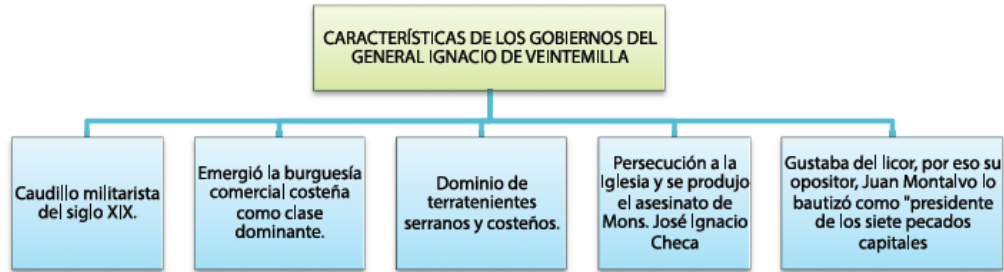 CARACTERÍSTICAS DE LOS GOBIERNOS DEL
GENERAL IGNACIO DE VEINTEMILLA
Caudillo militarista
del siglo XIX.
Emergió la burguesía
comercial costeña
como clase
dominante.
Dominio de
terratenientes
serranos y costeños.
Persecución a la
Iglesia y se produjo
el asesinato de
Mons. José Ignacio
Checa
Gustaba del licor, por eso su
opositor, Juan Montalvo lo
bautizó como "presidente
de los siete pecados
capitales